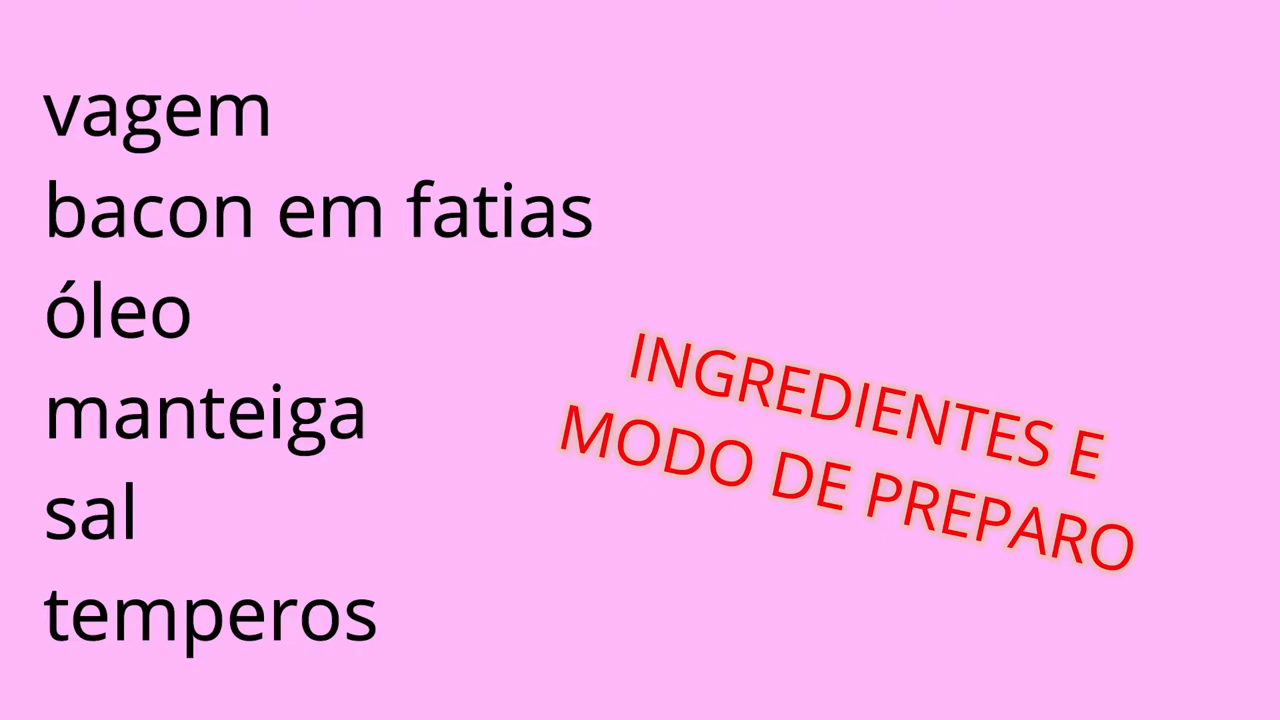 vagem
bacon em fatias
óleo
manteiga
sal
temperos
INGREDIENTES E
MODO DE PREPARO